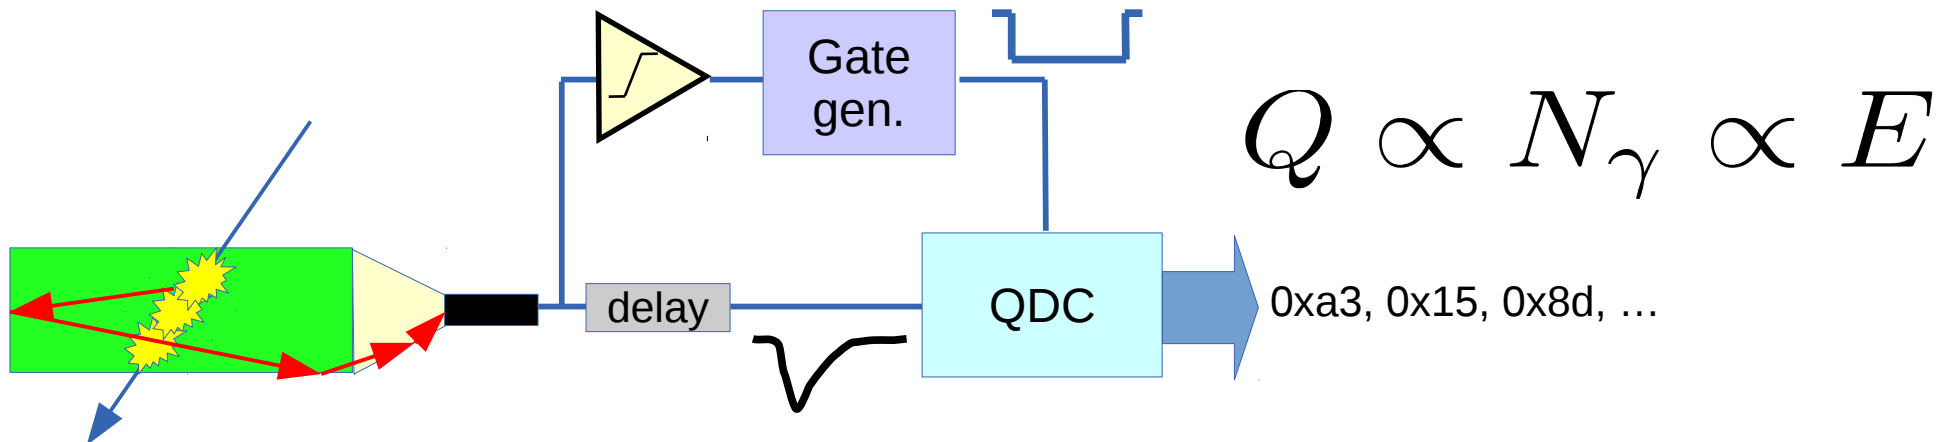 Gate
gen.
Q ∝ N_γ ∝ E
delay
QDC
0xa3, 0x15, 0x8d, …